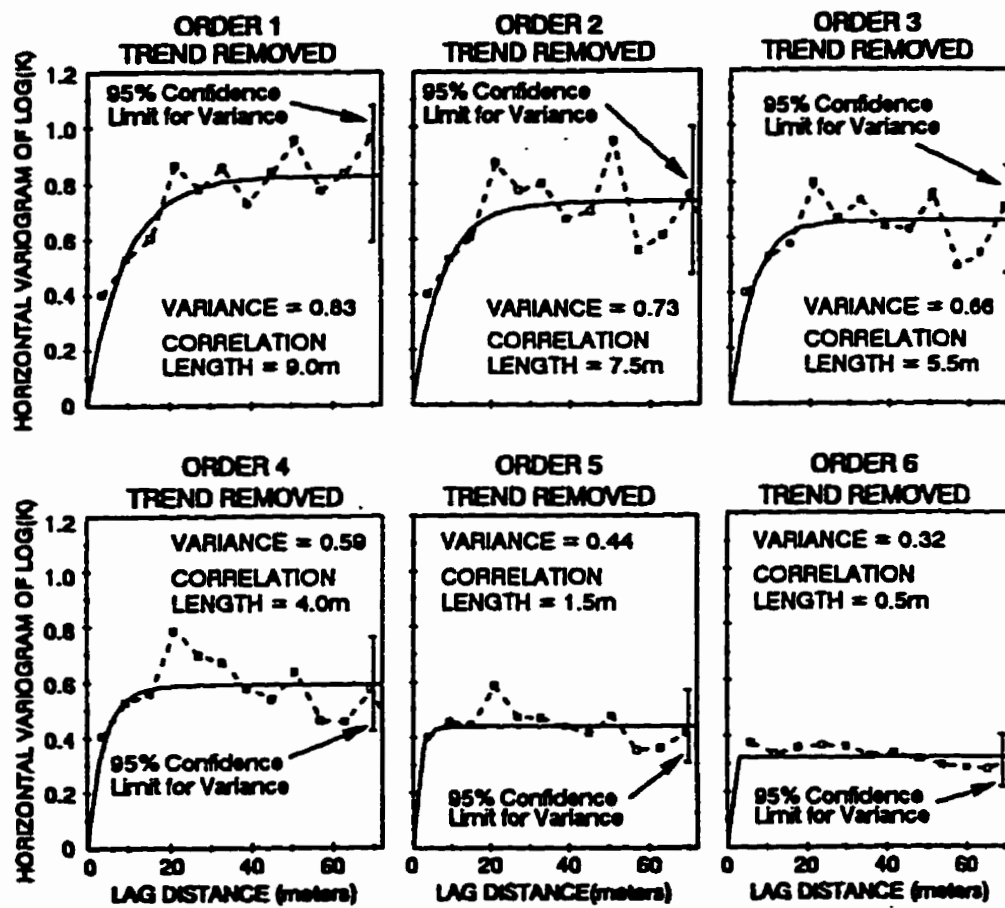 ORDER 1
TREND REMOVED
ORDER 2
TREND REMOVED
ORDER 3
TREND REMOVED
HORIZONTAL VARIOGRAM OF LOG(K)
1.2
1.0
0.8
0.6
0.4
0.2
0
95% Confidence
Limit for Variance
VARIANCE = 0.83
CORRELATION
LENGTH = 9.0m
95% Confidence
Limit for Variance
VARIANCE = 0.73
CORRELATION
LENGTH = 7.5m
95% Confidence
Limit for Variance
VARIANCE = 0.66
CORRELATION
LENGTH = 5.5m
ORDER 4
TREND REMOVED
ORDER 5
TREND REMOVED
ORDER 6
TREND REMOVED
HORIZONTAL VARIOGRAM OF LOG(K)
1.2
1.0
0.8
0.6
0.4
0.2
0
VARIANCE = 0.59
CORRELATION
LENGTH = 4.0m
95% Confidence
Limit for Variance
VARIANCE = 0.44
CORRELATION
LENGTH = 1.5m
95% Confidence
Limit for Variance
VARIANCE = 0.32
CORRELATION
LENGTH = 0.5m
95% Confidence
Limit for Variance
0 20 40 60
LAG DISTANCE (meters)
0 20 40 60
LAG DISTANCE(meters)
0 20 40 60
LAG DISTANCE (meters)